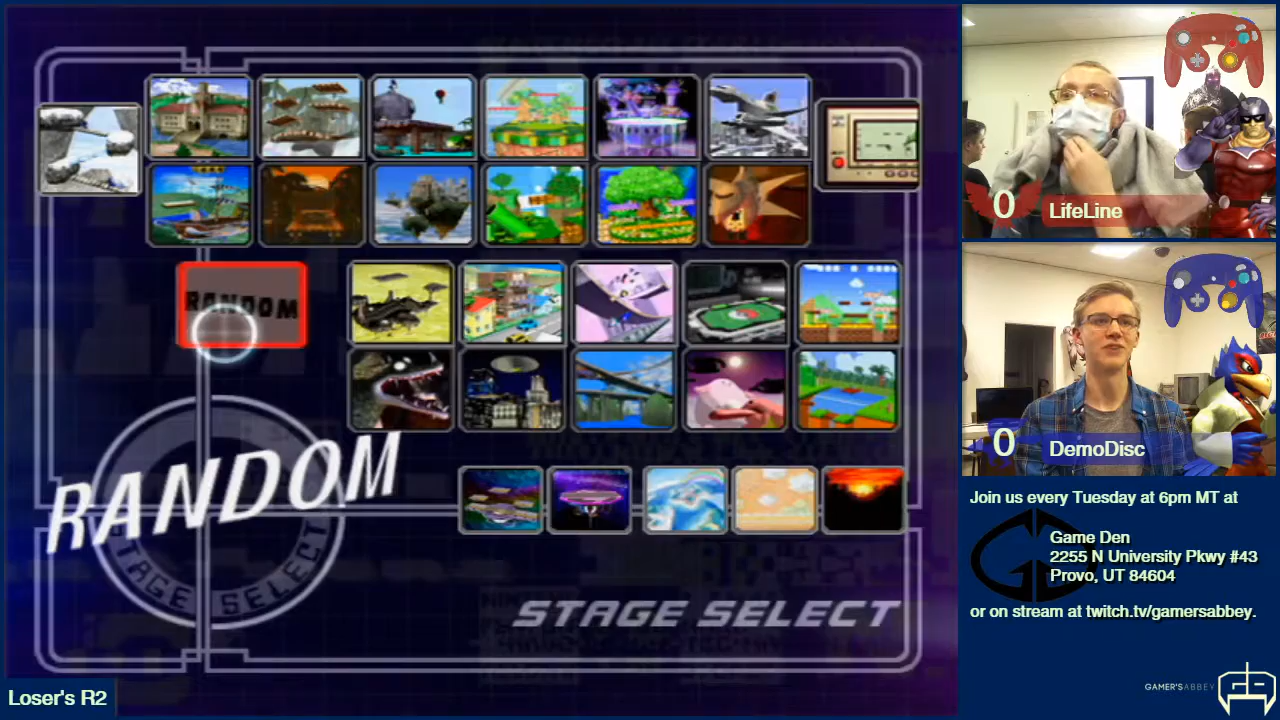 RANDOM
RANDOM
STAGE SELECT
STAGE SELECT
Loser's R2
0
LifeLine
0
DemoDisc
Join us every Tuesday at 6pm MT at
Game Den
2255 N University Pkwy #43
Provo, UT 84604
or on stream at twitch.tv/gamersabbey.
GAMER'SABBEY